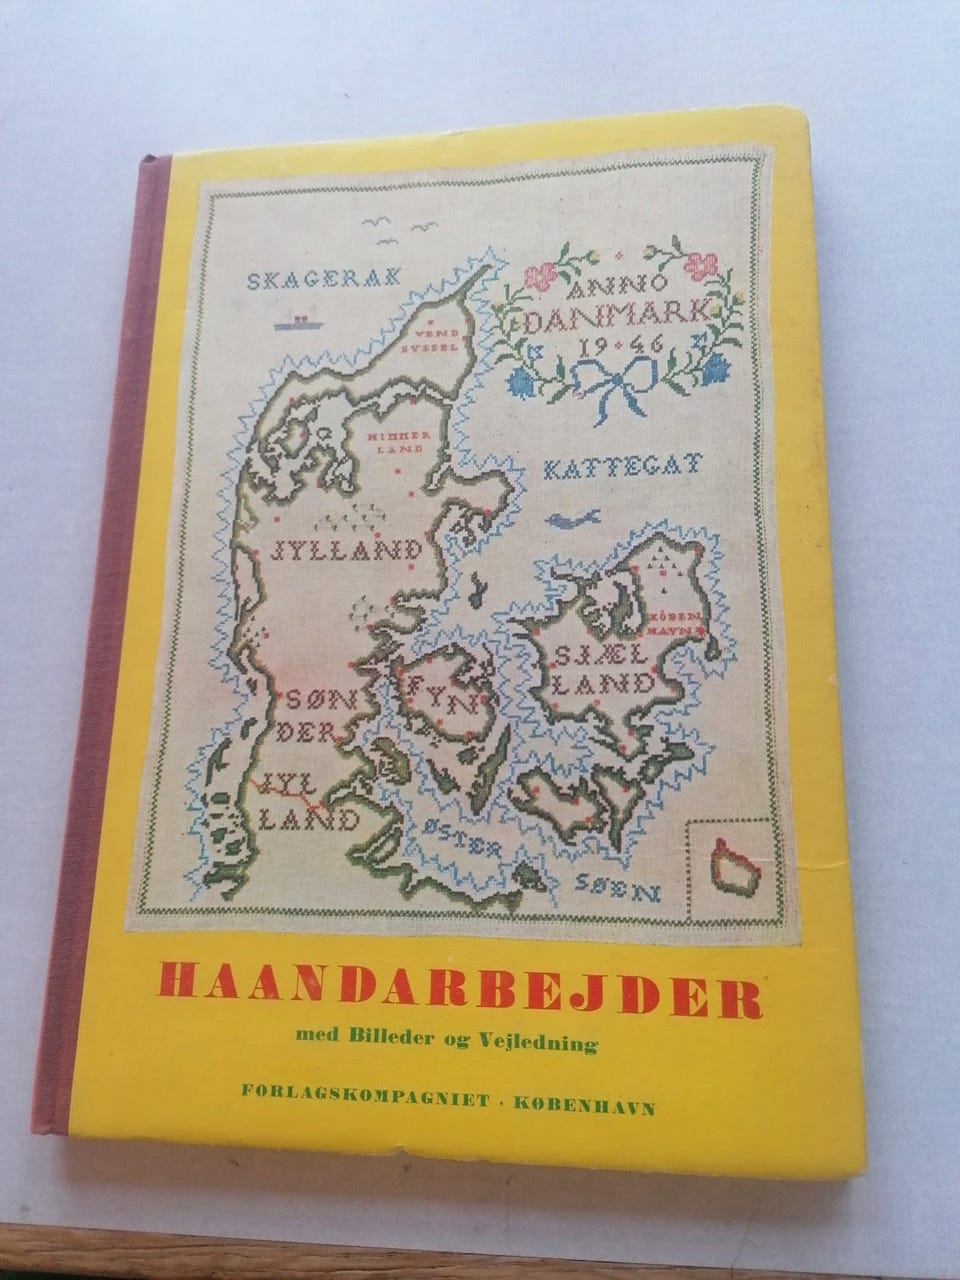 SKAGERAK
ANNO
DANMARK
19 46
VEND
SYSSEL
HIMMER
LAND
KATTEGAT
JYLLAND
KØBEN
HAVN
SJÆL
LAND
FYN
SØN
DER
JYL
LAND
ØSTER
SØEN
HAANDARBEJDER
med Billeder og Vejledning
FORLAGSKOMPAGNIET · KØBENHAVN